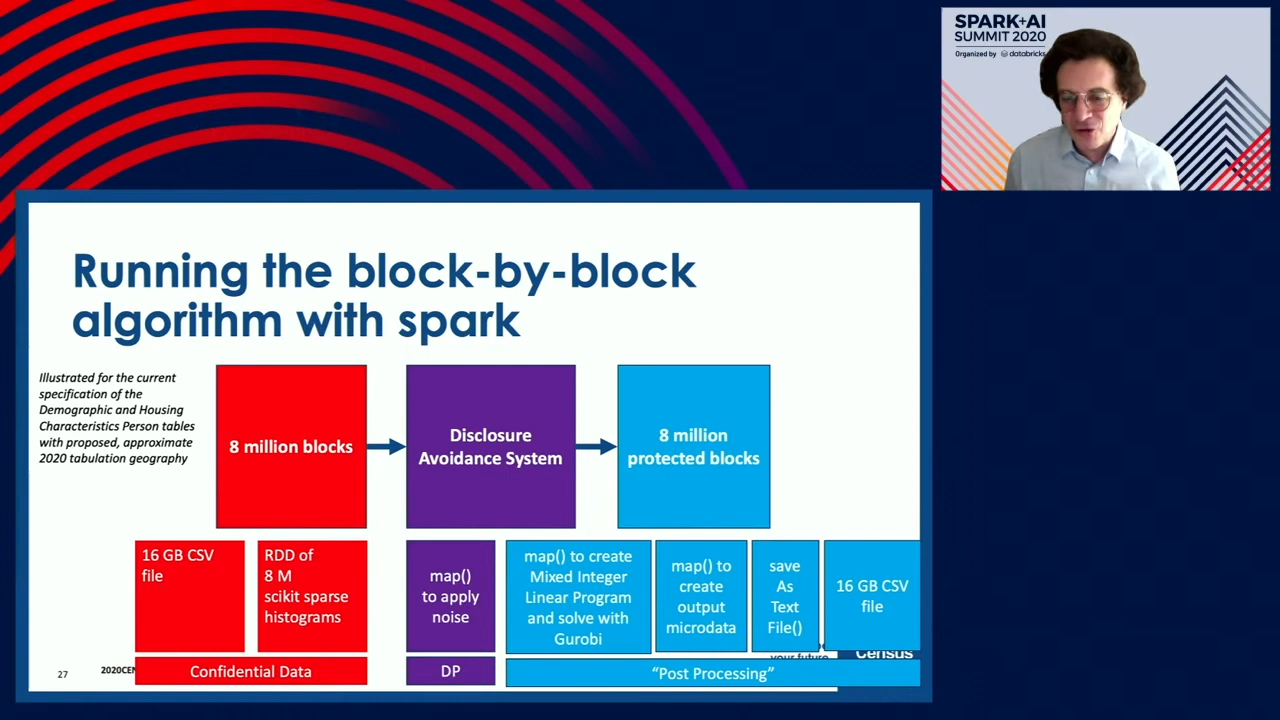 SPARK+AI
SUMMIT 2020
Organized by databricks
Running the block-by-block
algorithm with spark
Illustrated for the current
specification of the
Demographic and Housing
Characteristics Person tables
with proposed, approximate
2020 tabulation geography
8 million blocks
Disclosure
Avoidance System
8 million
protected blocks
16 GB CSV
file
RDD of
8 M
scikit sparse
histograms
map()
to apply
noise
map() to create
Mixed Integer
Linear Program
and solve with
Gurobi
map() to
create
output
microdata
save
As
Text
File()
16 GB CSV
file
Confidential Data
DP
"Post Processing"
27
2020CEN
your future
Census